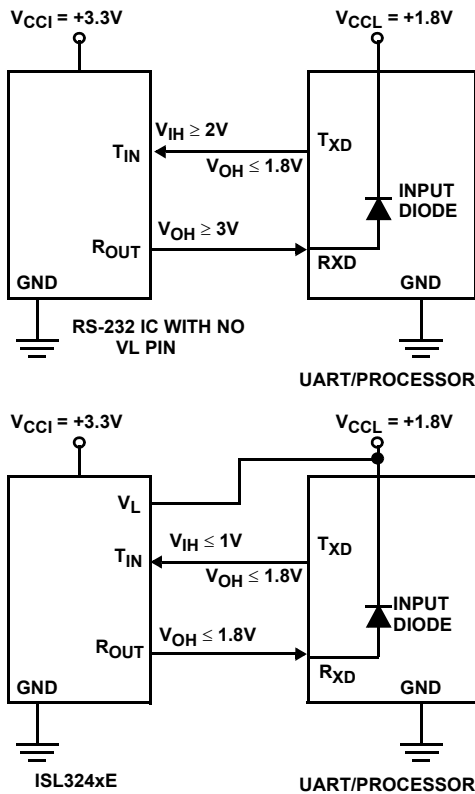 VCCI = +3.3V
VCCL = +1.8V
VIH ≥ 2V
TIN
TXD
VOH ≤ 1.8V
INPUT
DIODE
VOH ≥ 3V
ROUT
RXD
GND
GND
RS-232 IC WITH NO
VL PIN
UART/PROCESSOR
VCCI = +3.3V
VCCL = +1.8V
VL
VIH ≤ 1V
TIN
TXD
VOH ≤ 1.8V
INPUT
DIODE
VOH ≤ 1.8V
ROUT
RXD
GND
GND
ISL324xE
UART/PROCESSOR